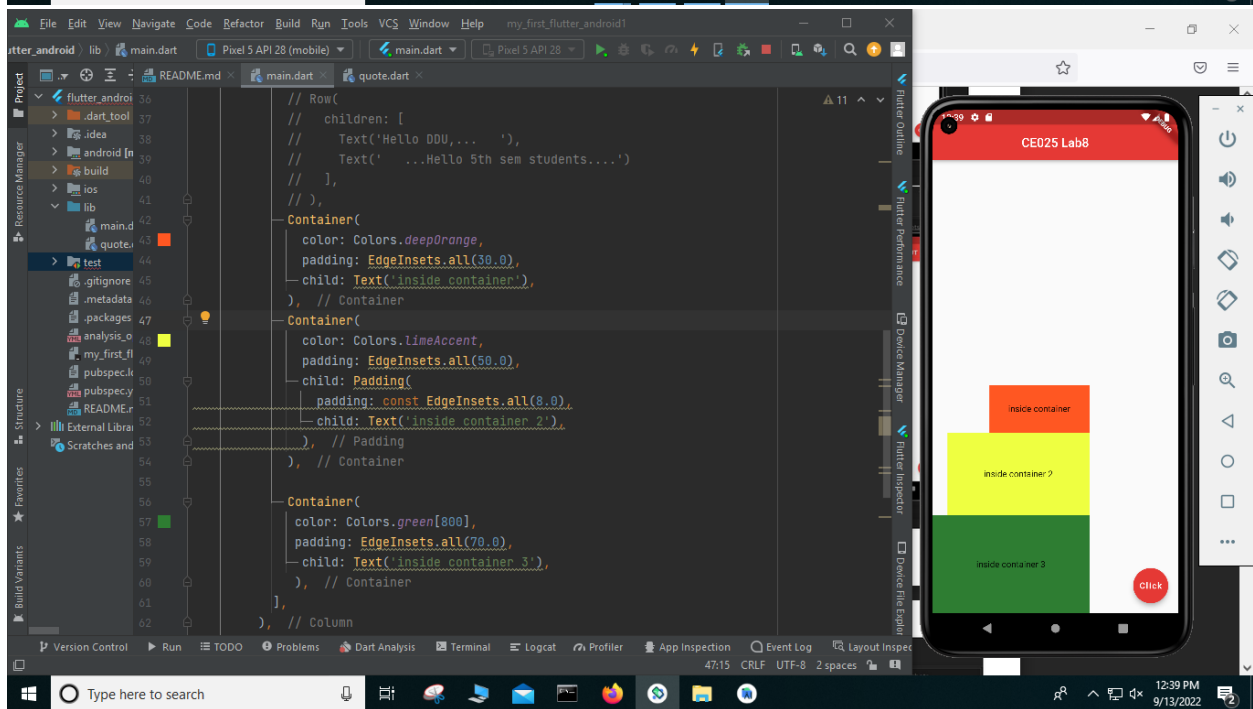 File Edit View Navigate Code Refactor Build Run Tools VCS Window Help my_first_flutter_android1
utter_android lib main.dart Pixel 5 API 28 (mobile) main.dart Pixel 5 API 28
Project
README.md main.dart quote.dart
flutter_androi 36 // Row( 11
.dart_tool 37 // children: [
.idea 38 // Text('Hello DDU,... '),
android [m 39 // Text(' ...Hello 5th sem students....')
build 40 // ],
ios 41 // ),
lib 42 Container(
main.d 43 color: Colors.deepOrange,
quote. 44 padding: EdgeInsets.all(30.0),
test
.gitignore 45 child: Text('inside container'),
.metadata 46 ), // Container
.packages 47 Container(
analysis_o 48 color: Colors.limeAccent,
my_first_fl 49 padding: EdgeInsets.all(50.0),
pubspec.lo 50 child: Padding(
pubspec.y 51 padding: const EdgeInsets.all(8.0),
README.r 52 child: Text('inside container 2'),
External Librar 53 ), // Padding
Scratches and 54 ), // Container
55
56 Container(
57 color: Colors.green[800],
58 padding: EdgeInsets.all(70.0),
59 child: Text('inside container 3'),
60 ), // Container
61 ],
62 ), // Column
Resource Manager
Structure
Favorites
Build Variants
Flutter Outline
Flutter Performance
Device Manager
Flutter Inspector
Device File Explor
Version Control Run TODO Problems Dart Analysis Terminal Logcat Profiler App Inspection Event Log Layout Inspec
47:15 CRLF UTF-8 2 spaces
CE025 Lab8
inside container
inside container 2
inside container 3
Click
Type here to search
12:39 PM
9/13/2022
2